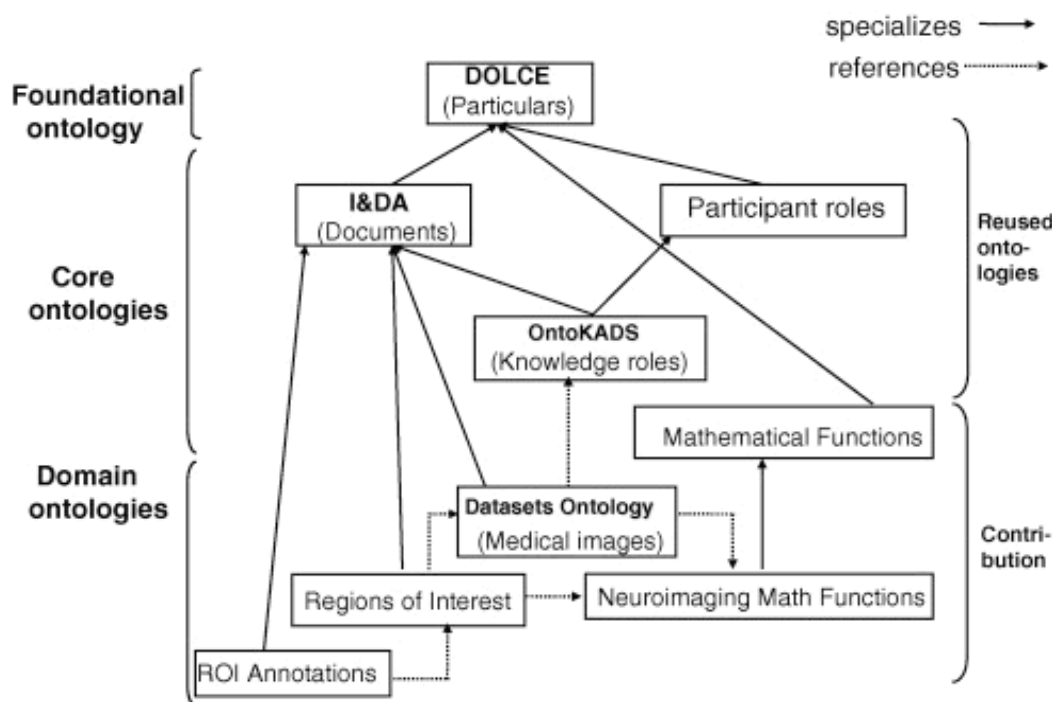 specializes
references
Foundational
ontology
DOLCE
(Particulars)
I&DA
(Documents)
Participant roles
Reused
onto-
logies
Core
ontologies
OntoKADS
(Knowledge roles)
Mathematical Functions
Domain
ontologies
Datasets Ontology
(Medical images)
Contri-
bution
Regions of Interest
Neuroimaging Math Functions
ROI Annotations